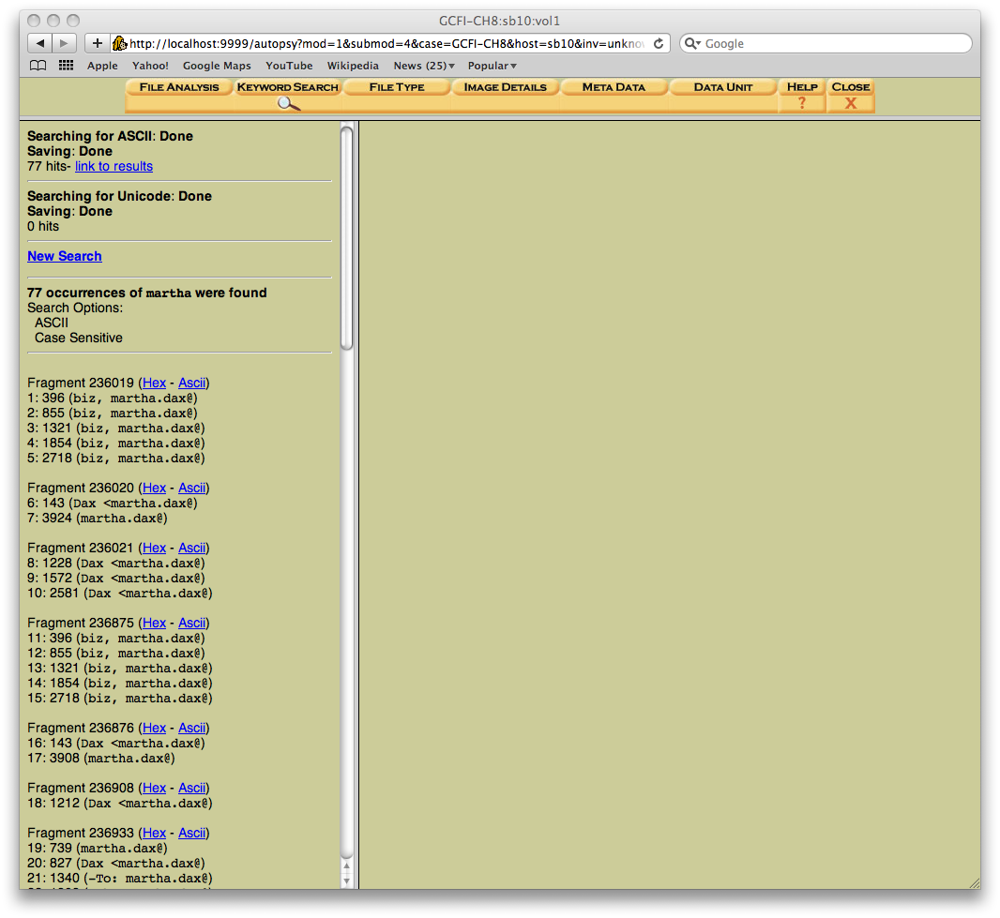 GCFI-CH8:sb10:vol1
http://localhost:9999/autopsy?mod=1&submod=4&case=GCFI-CH8&host=sb10&inv=unkno
Google
Apple Yahoo! Google Maps YouTube Wikipedia News (25)▾ Popular▾
FILE ANALYSIS KEYWORD SEARCH FILE TYPE IMAGE DETAILS META DATA DATA UNIT HELP CLOSE
? X
Searching for ASCII: Done
Saving: Done
77 hits- link to results
Searching for Unicode: Done
Saving: Done
0 hits
New Search
77 occurrences of martha were found
Search Options:
ASCII
Case Sensitive
Fragment 236019 (Hex - Ascii)
1: 396 (biz, martha.dax@)
2: 855 (biz, martha.dax@)
3: 1321 (biz, martha.dax@)
4: 1854 (biz, martha.dax@)
5: 2718 (biz, martha.dax@)
Fragment 236020 (Hex - Ascii)
6: 143 (Dax <martha.dax@)
7: 3924 (martha.dax@)
Fragment 236021 (Hex - Ascii)
8: 1228 (Dax <martha.dax@)
9: 1572 (Dax <martha.dax@)
10: 2581 (Dax <martha.dax@)
Fragment 236875 (Hex - Ascii)
11: 396 (biz, martha.dax@)
12: 855 (biz, martha.dax@)
13: 1321 (biz, martha.dax@)
14: 1854 (biz, martha.dax@)
15: 2718 (biz, martha.dax@)
Fragment 236876 (Hex - Ascii)
16: 143 (Dax <martha.dax@)
17: 3908 (martha.dax@)
Fragment 236908 (Hex - Ascii)
18: 1212 (Dax <martha.dax@)
Fragment 236933 (Hex - Ascii)
19: 739 (martha.dax@)
20: 827 (Dax <martha.dax@)
21: 1340 (-To: martha.dax@)